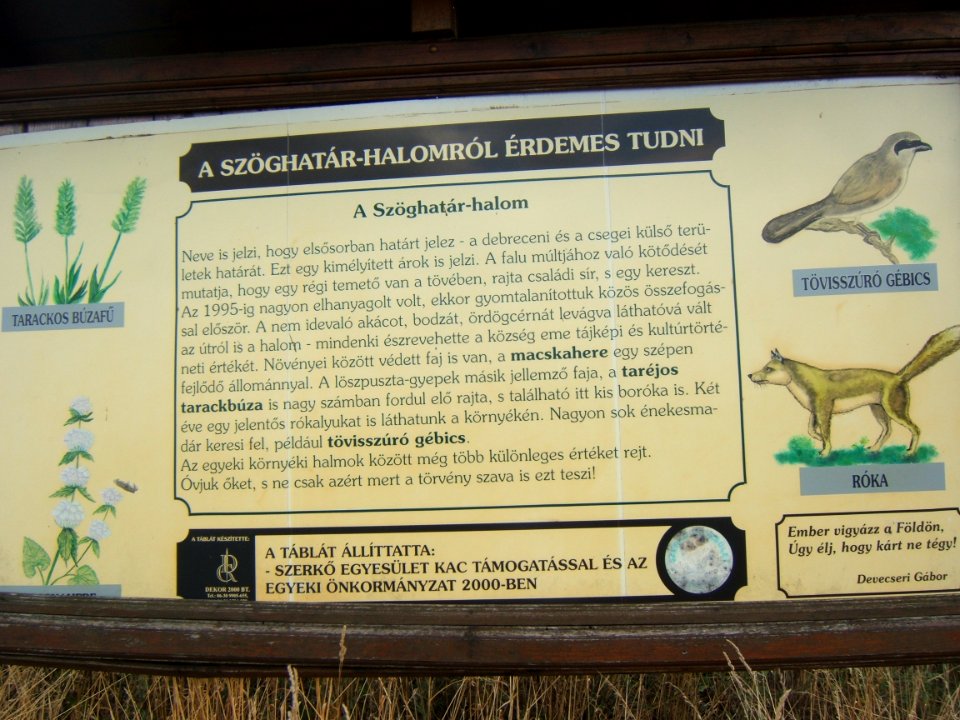 A SZÖGHATÁR-HALOMRÓL ÉRDEMES TUDNI
A Szöghatár-halom
Neve is jelzi, hogy elsősorban határt jelez - a debreceni és a csegei külső terü-
letek határát. Ezt egy kimélyített árok is jelzi. A falu múltjához való kötődését
mutatja, hogy egy régi temető van a tövében, rajta családi sír, s egy kereszt.
Az 1995-ig nagyon elhanyagolt volt, ekkor gyomtalanítottuk közös összefogás-
sal először. A nem idevaló akácot, bodzát, ördögcérnát levágva láthatóvá vált
az útról is a halom - mindenki észrevehette a község eme tájképi és kultúrtörté-
neti értékét. Növényei között védett faj is van, a macskahere egy szépen
fejlődő állománnyal. A löszpuszta-gyepek másik jellemző faja, a taréjos
tarackbúza is nagy számban fordul elő rajta, s található itt kis boróka is. Két
éve egy jelentős rókalyukat is láthatunk a környékén. Nagyon sok énekesma-
dár keresi fel, például tövisszúró gébics.
Az egyeki környéki halmok között még több különleges értéket rejt.
Óvjuk őket, s ne csak azért mert a törvény szava is ezt teszi!
TARACKOS BÚZAFŰ
TÖVISSZÚRÓ GÉBICS
RÓKA
A TÁBLÁT KÉSZÍTETTE:
DEKOR 2000 BT.
A TÁBLÁT ÁLLÍTTATTA:
- SZERKŐ EGYESÜLET KAC TÁMOGATÁSSAL ÉS AZ
EGYEKI ÖNKORMÁNYZAT 2000-BEN
Ember vigyázz a Földön,
Úgy élj, hogy kárt ne tégy!
Devecseri Gábor